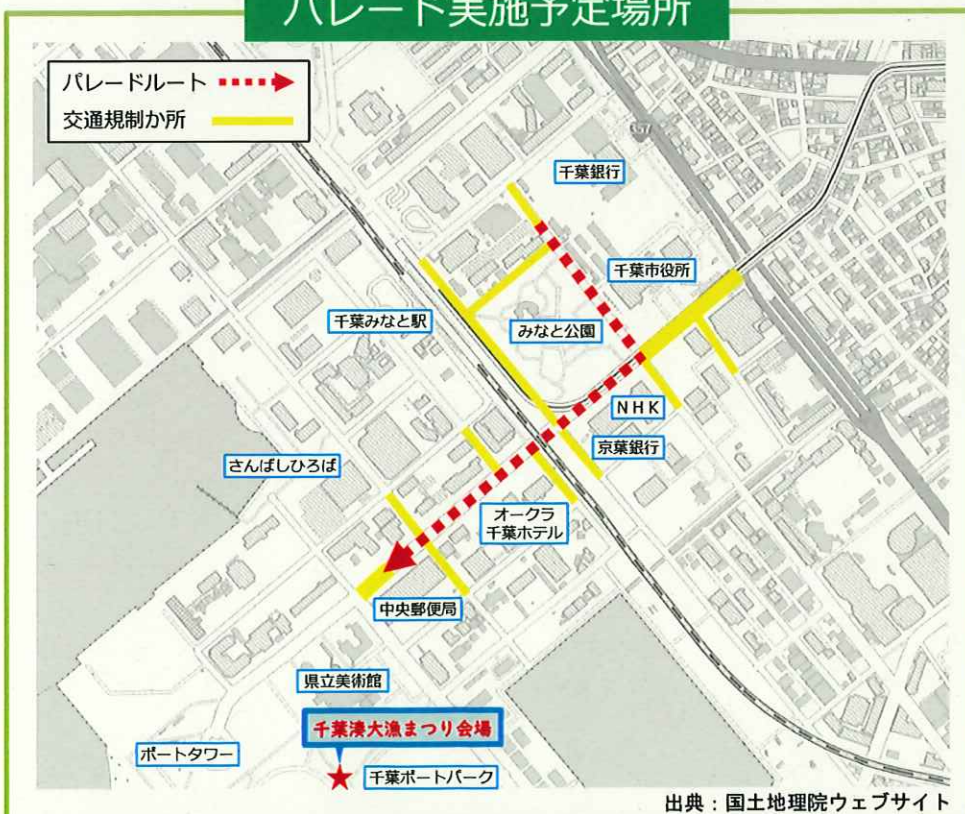 パレード実施予定場所
パレードルート
交通規制か所
千葉銀行
千葉市役所
千葉みなと駅
みなと公園
NHK
京葉銀行
さんばしひろば
オークラ
千葉ホテル
中央郵便局
県立美術館
千葉湊大漁まつり会場
ポートタワー
千葉ポートパーク
出典：国土地理院ウェブサイト